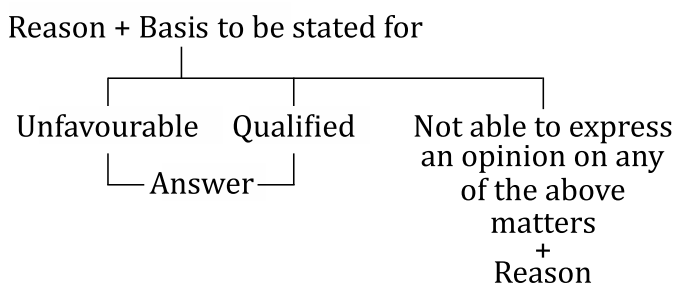 Reason + Basis to be stated for
Unfavourable Qualified
Answer
Not able to express
an opinion on any
of the above
matters
+
Reason